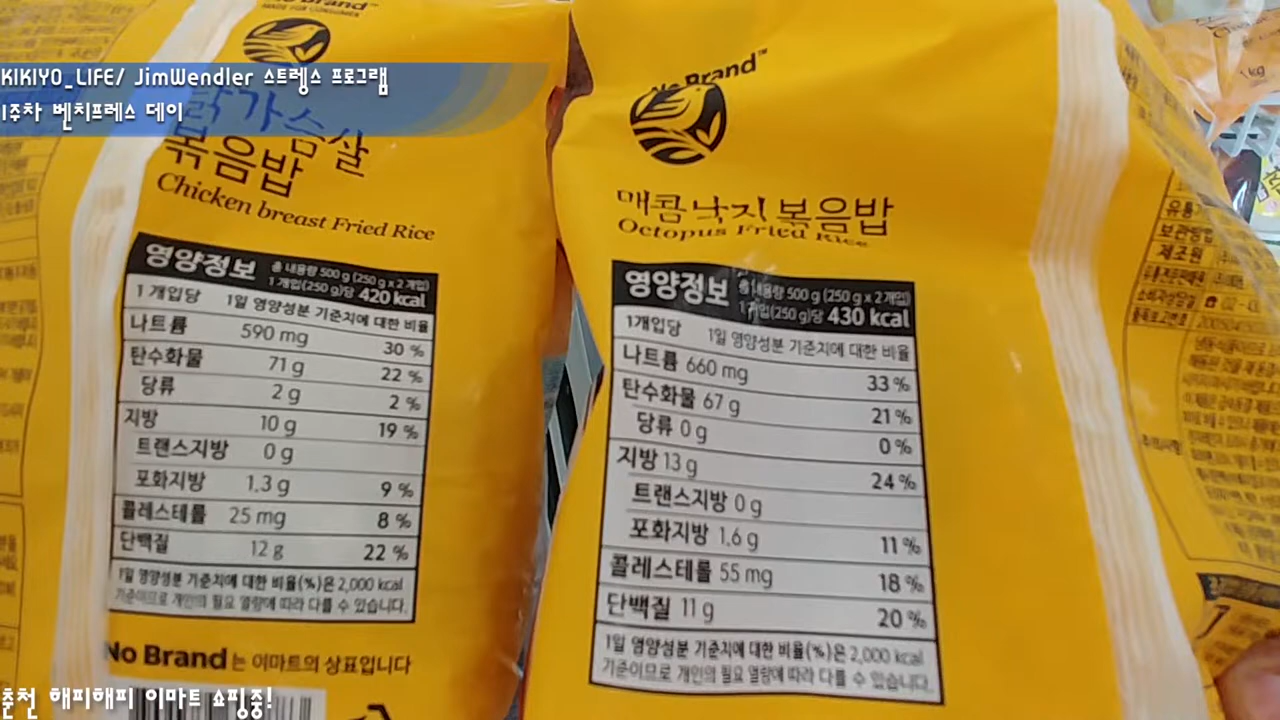 No Brand™
MADE FOR CONSUMER
KIKIYO_LIFE/ JimWendler 스트렝스 프로그램
1주차 벤치프레스 데이
닭가슴살
볶음밥
Chicken breast Fried Rice
영양정보 총 내용량 500 g (250 g x 2 개입)
1 개입(250 g)당 420 kcal
1 개입당 1일 영양성분 기준치에 대한 비율
나트륨 590 mg 30 %
탄수화물 71 g 22 %
당류 2 g 2 %
지방 10 g 19 %
트랜스지방 0 g
포화지방 1.3 g 9 %
콜레스테롤 25 mg 8 %
단백질 12 g 22 %
1일 영양성분 기준치에 대한 비율(%)은 2,000 kcal
기준이므로 개인의 필요 열량에 따라 다를 수 있습니다.
No Brand 는 이마트의 상표입니다
No Brand™
매콤낙지볶음밥
Octopus Fried Rice
영양정보 총 내용량 500 g (250 g x 2 개입)
1 개입(250 g)당 430 kcal
1개입당 1일 영양성분 기준치에 대한 비율
나트륨 660 mg 33 %
탄수화물 67 g 21 %
당류 0 g 0 %
지방 13 g 24 %
트랜스지방 0 g
포화지방 1.6 g 11 %
콜레스테롤 55 mg 18 %
단백질 11 g 20 %
1일 영양성분 기준치에 대한 비율(%)은 2,000 kcal
기준이므로 개인의 필요 열량에 따라 다를 수 있습니다.
보관방법
제조원
1kg
춘천 해피해피 이마트 쇼핑중!